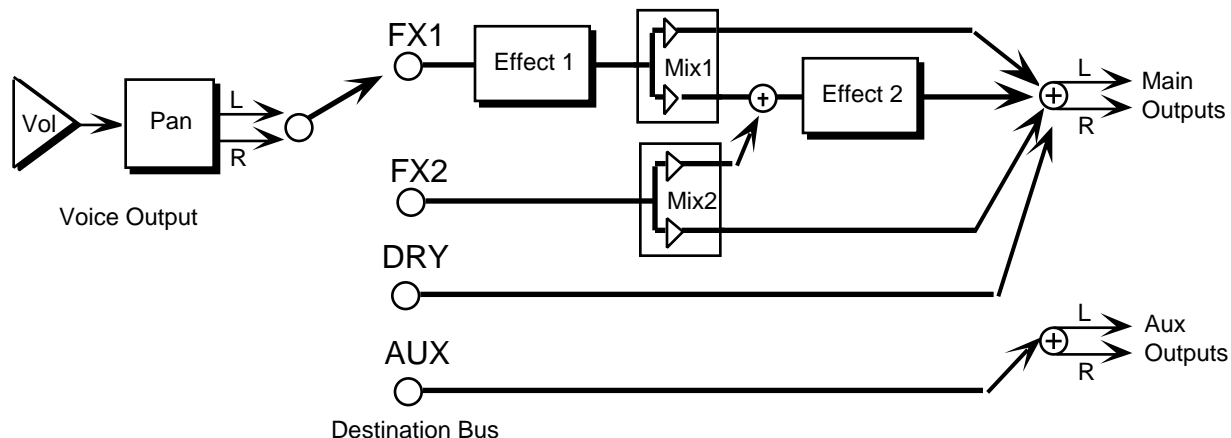 Vol
Pan
L
R
Voice Output
FX1
Effect 1
Mix1
+
Effect 2
+
L
R
Main
Outputs
FX2
Mix2
DRY
AUX
+
L
R
Aux
Outputs
Destination Bus